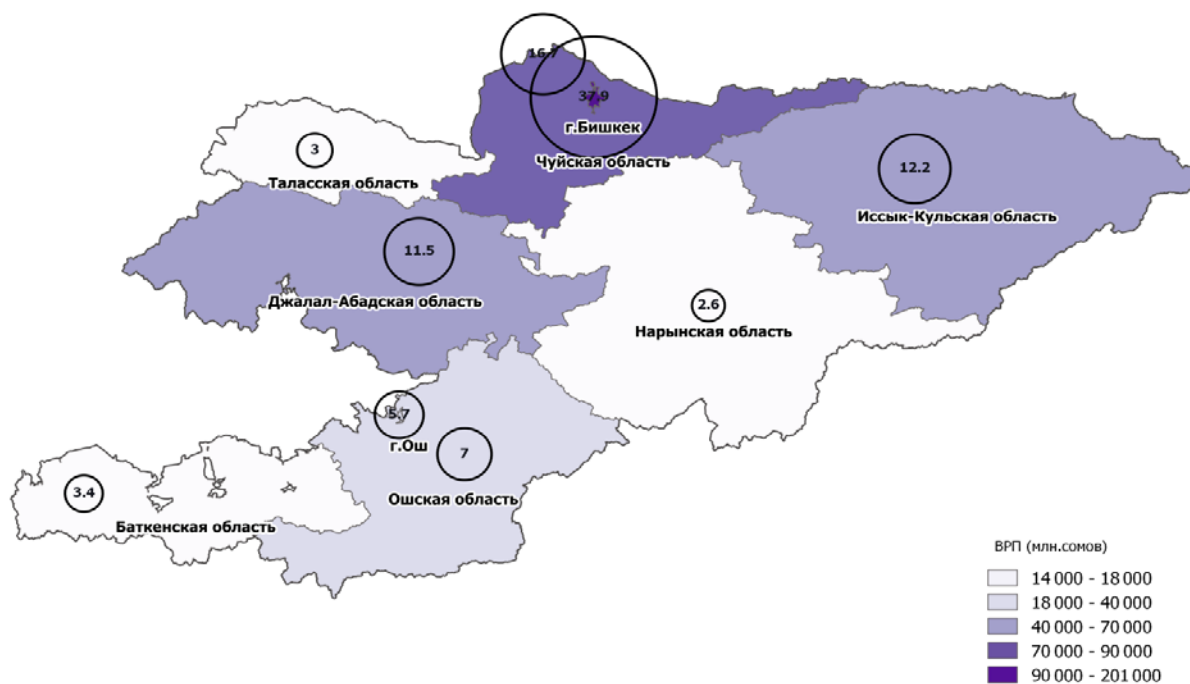 16.7
37.9
г.Бишкек
Чуйская область
3
Таласская область
12.2
Иссык-Кульская область
11.5
Джалал-Абадская область
2.6
Нарынская область
5.7
г.Ош
7
Ошская область
3.4
Баткенская область
ВРП (млн.сомов)
14 000 - 18 000
18 000 - 40 000
40 000 - 70 000
70 000 - 90 000
90 000 - 201 000